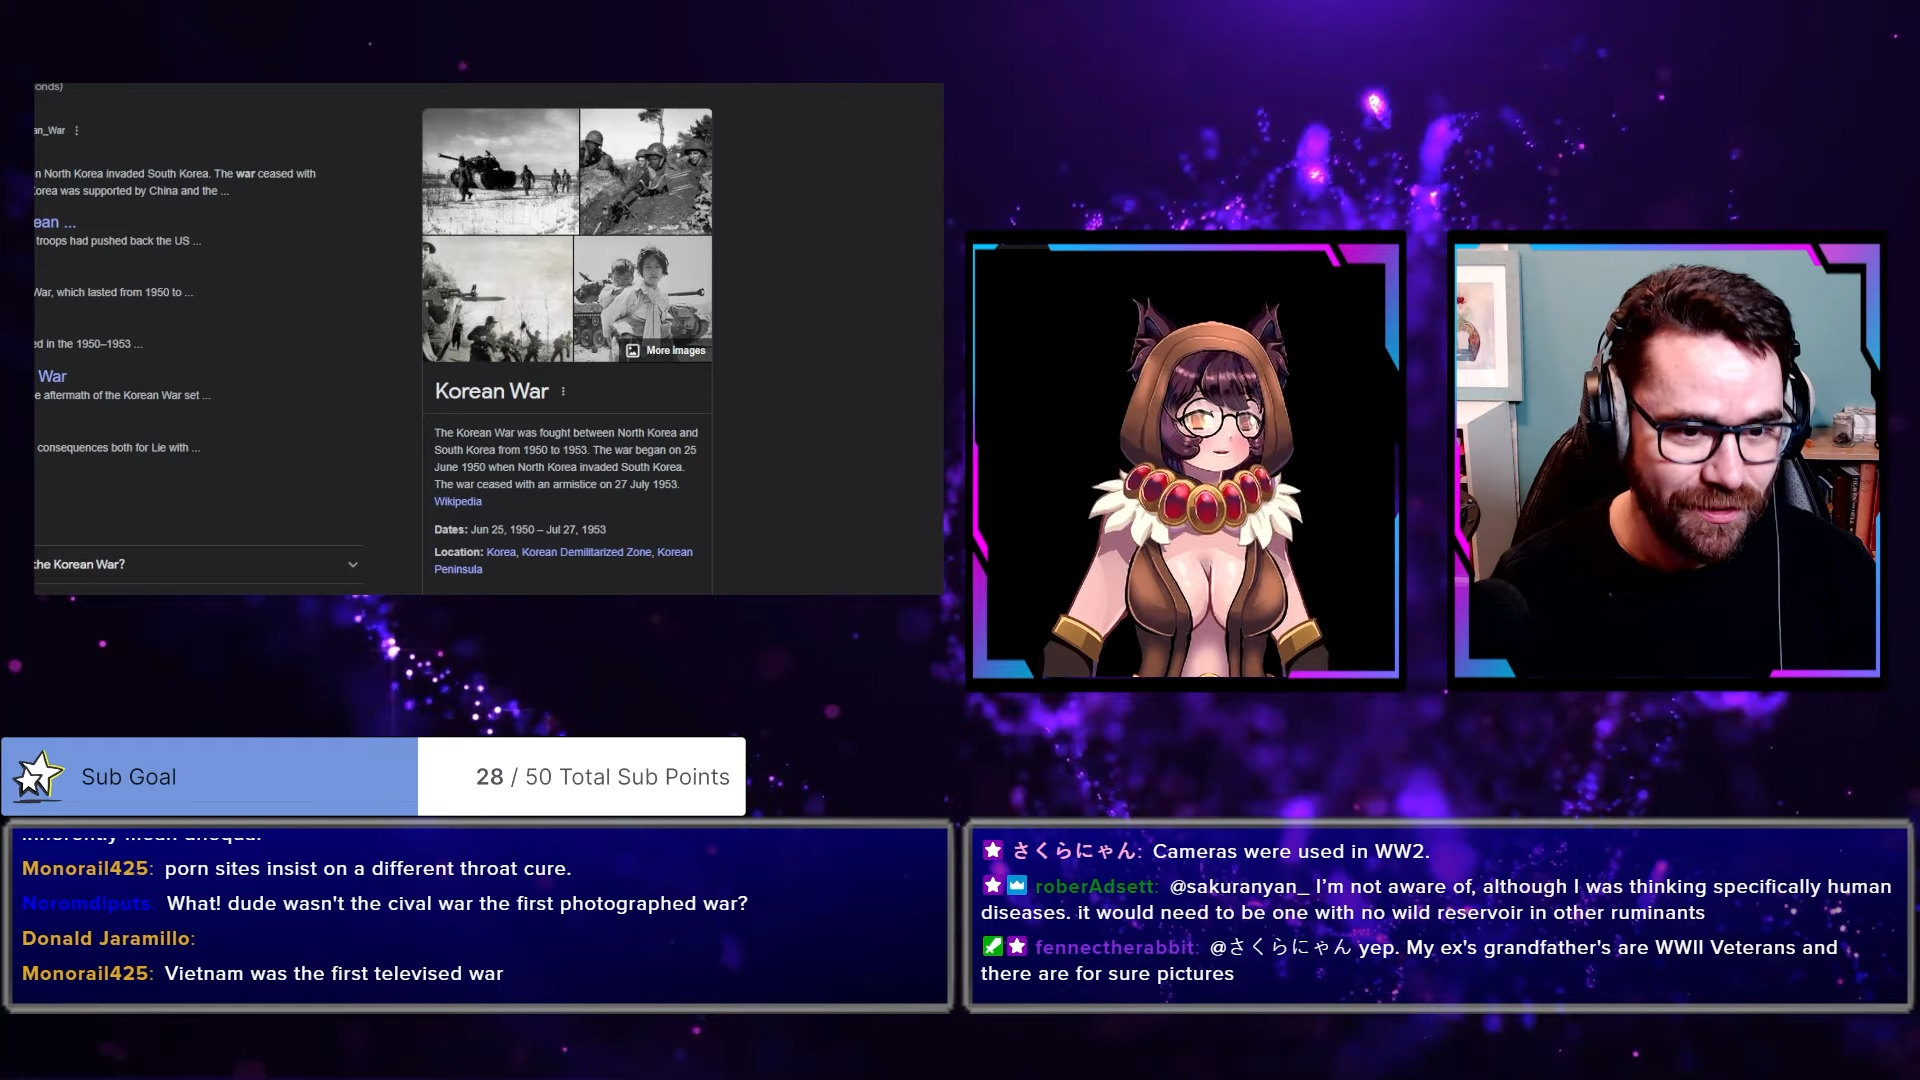 onds)
an_War
n North Korea invaded South Korea. The war ceased with
Korea was supported by China and the ...
ean ...
troops had pushed back the US ...
War, which lasted from 1950 to ...
ed in the 1950–1953 ...
War
e aftermath of the Korean War set ...
consequences both for Lie with ...
the Korean War?
More images
Korean War
The Korean War was fought between North Korea and
South Korea from 1950 to 1953. The war began on 25
June 1950 when North Korea invaded South Korea.
The war ceased with an armistice on 27 July 1953.
Wikipedia
Dates: Jun 25, 1950 – Jul 27, 1953
Location: Korea, Korean Demilitarized Zone, Korean
Peninsula
Sub Goal
28 / 50 Total Sub Points
inherently mean unequal.
Monorail425: porn sites insist on a different throat cure.
Noromdiputs: What! dude wasn't the cival war the first photographed war?
Donald Jaramillo:
Monorail425: Vietnam was the first televised war
さくらにゃん: Cameras were used in WW2.
roberAdsett: @sakuranyan_ I'm not aware of, although I was thinking specifically human
diseases. it would need to be one with no wild reservoir in other ruminants
fennectherabbit: @さくらにゃん yep. My ex's grandfather's are WWII Veterans and
there are for sure pictures